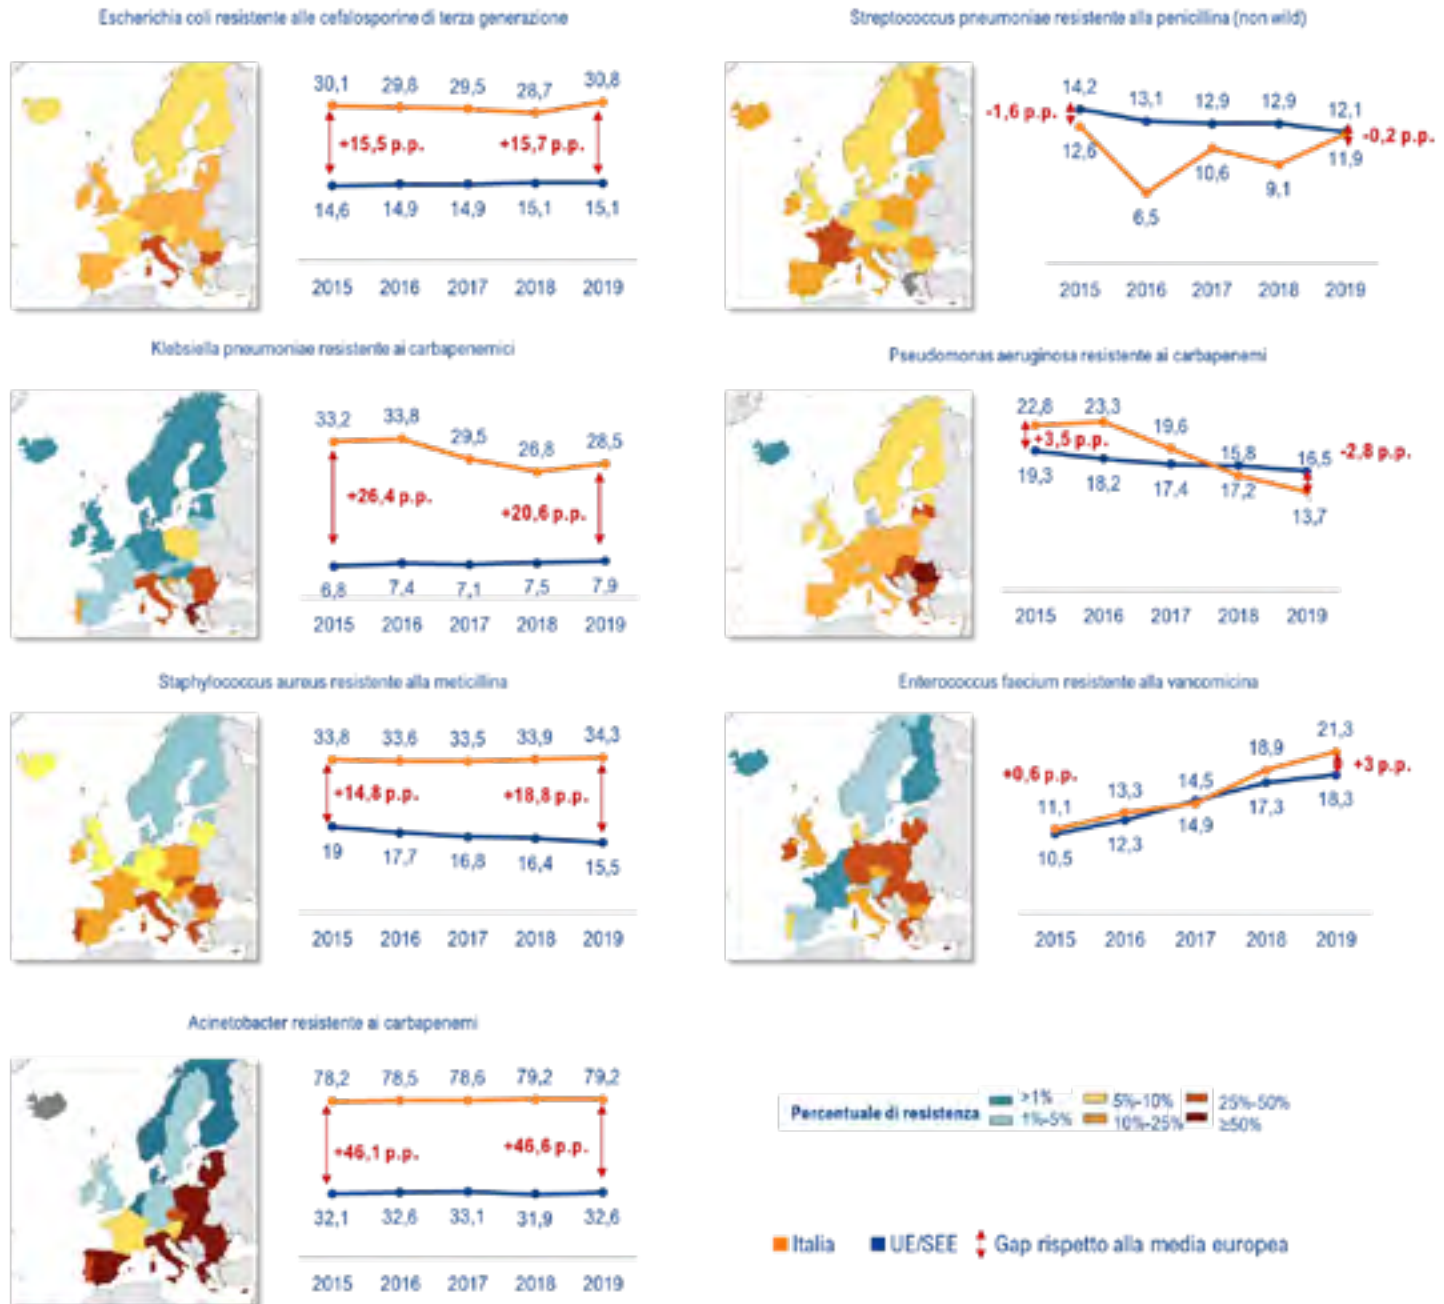 Escherichia coli resistente alle cefalosporine di terza generazione
30,1 29,8 29,5 28,7 30,8
+15,5 p.p. +15,7 p.p.
14,6 14,9 14,9 15,1 15,1
2015 2016 2017 2018 2019
Streptococcus pneumoniae resistente alla penicillina (non wild)
14,2 13,1 12,9 12,9 12,1
-1,6 p.p. -0,2 p.p.
12,6 6,5 10,6 9,1 11,9
2015 2016 2017 2018 2019
Klebsiella pneumoniae resistente ai carbapenemici
33,2 33,8 29,5 26,8 28,5
+26,4 p.p. +20,6 p.p.
6,8 7,4 7,1 7,5 7,9
2015 2016 2017 2018 2019
Pseudomonas aeruginosa resistente ai carbapenemi
22,8 23,3 19,6 15,8 16,5
+3,5 p.p. -2,8 p.p.
19,3 18,2 17,4 17,2 13,7
2015 2016 2017 2018 2019
Staphylococcus aureus resistente alla meticillina
33,8 33,6 33,5 33,9 34,3
+14,8 p.p. +18,8 p.p.
19 17,7 16,8 16,4 15,5
2015 2016 2017 2018 2019
Enterococcus faecium resistente alla vancomicina
11,1 13,3 14,5 18,9 21,3
+0,6 p.p. +3 p.p.
10,5 12,3 14,9 17,3 18,3
2015 2016 2017 2018 2019
Acinetobacter resistente ai carbapenemi
78,2 78,5 78,6 79,2 79,2
+46,1 p.p. +46,6 p.p.
32,1 32,6 33,1 31,9 32,6
2015 2016 2017 2018 2019
Percentuale di resistenza
>1% 5%-10% 25%-50%
1%-5% 10%-25% ≥50%
Italia UE/SEE Gap rispetto alla media europea